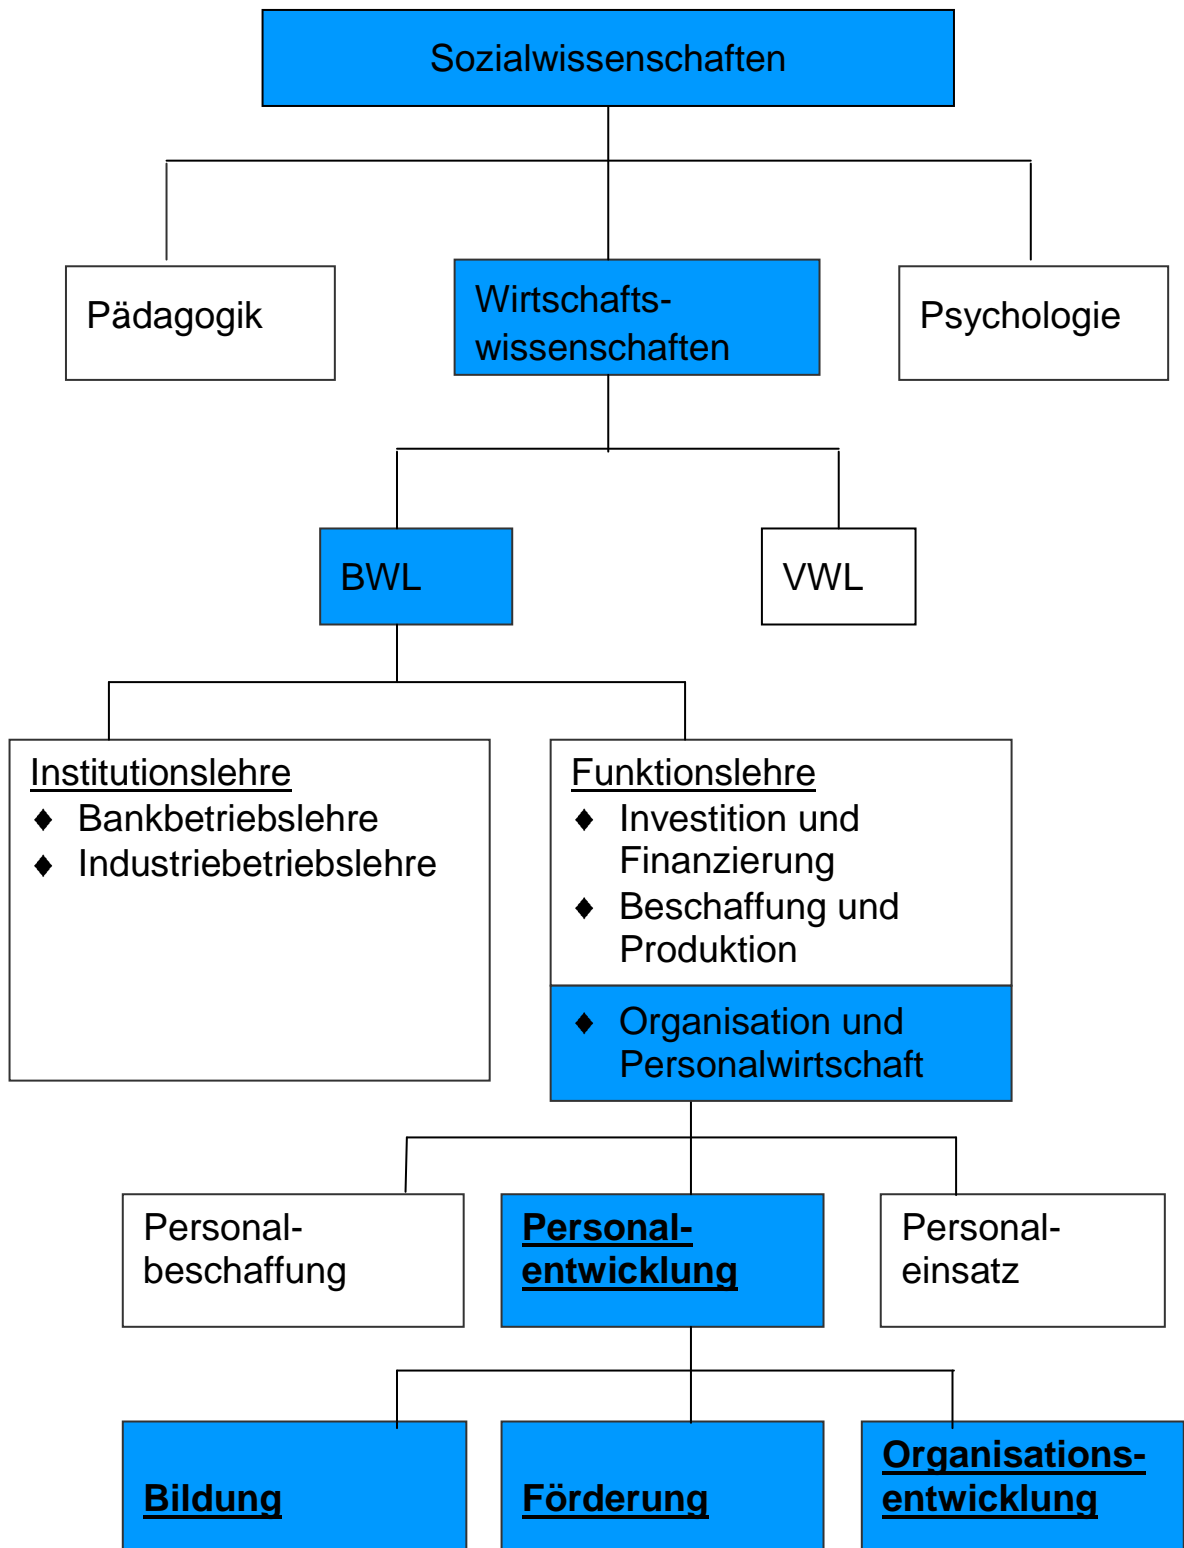 Sozialwissenschaften
Pädagogik
Wirtschafts-
wissenschaften
Psychologie
BWL
VWL
Institutionslehre
♦ Bankbetriebslehre
♦ Industriebetriebslehre
Funktionslehre
♦ Investition und
Finanzierung
♦ Beschaffung und
Produktion
♦ Organisation und
Personalwirtschaft
Personal-
beschaffung
Personal-
entwicklung
Personal-
einsatz
Bildung
Förderung
Organisations-
entwicklung